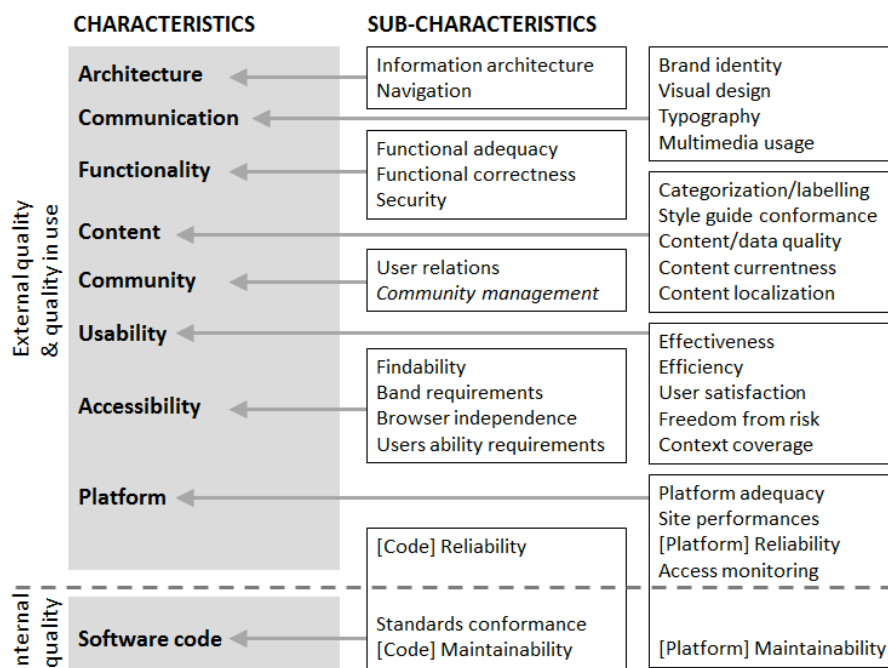 CHARACTERISTICS
SUB-CHARACTERISTICS
External quality
& quality in use
Architecture
Information architecture
Navigation
Communication
Brand identity
Visual design
Typography
Multimedia usage
Functionality
Functional adequacy
Functional correctness
Security
Content
Categorization/labelling
Style guide conformance
Content/data quality
Content currentness
Content localization
Community
User relations
Community management
Usability
Effectiveness
Efficiency
User satisfaction
Freedom from risk
Context coverage
Accessibility
Findability
Band requirements
Browser independence
Users ability requirements
Platform
Platform adequacy
Site performances
[Platform] Reliability
Access monitoring
[Code] Reliability
nternal
quality
Software code
Standards conformance
[Code] Maintainability
[Platform] Maintainability